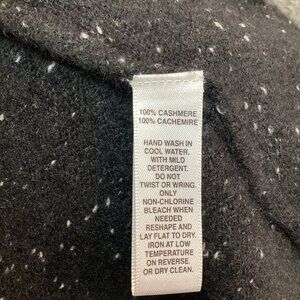 100% CASHMERE
100% CACHEMIRE
HAND WASH IN
COOL WATER.
WITH MILD
DETERGENT.
DO NOT
TWIST OR WRING.
ONLY
NON-CHLORINE
BLEACH WHEN
NEEDED
RESHAPE AND
LAY FLAT TO DRY.
IRON AT LOW
TEMPERATURE
ON REVERSE
OR DRY CLEAN.